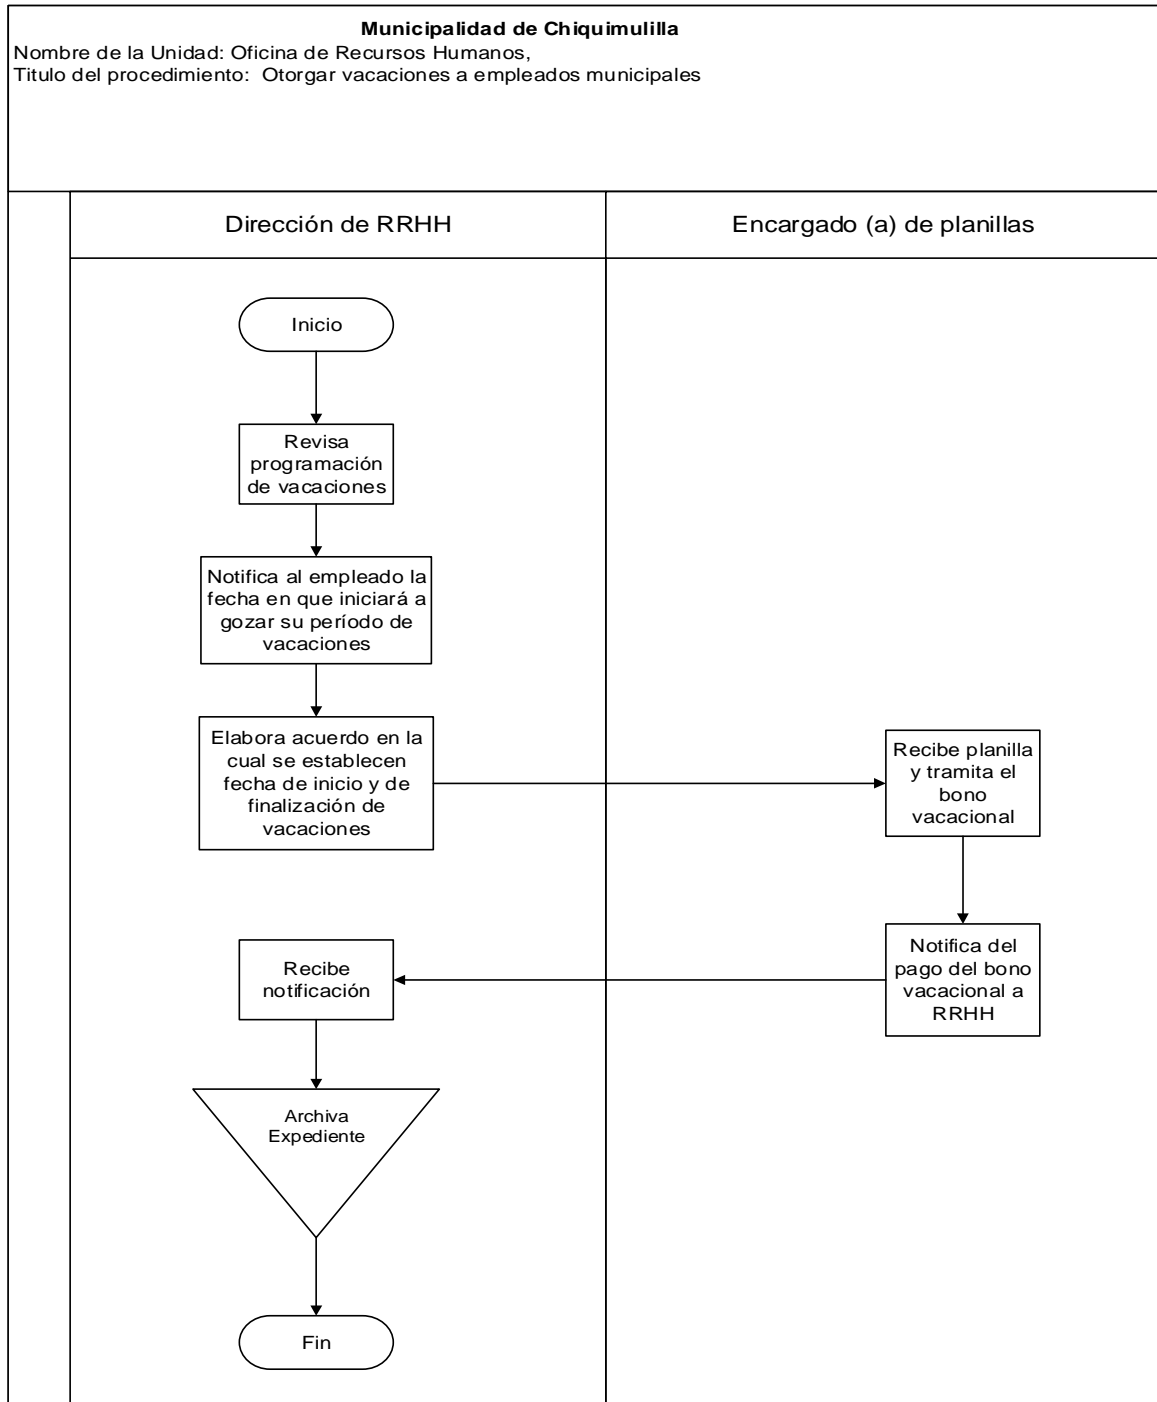 Municipalidad de Chiquimulilla
Nombre de la Unidad: Oficina de Recursos Humanos,
Titulo del procedimiento: Otorgar vacaciones a empleados municipales
Dirección de RRHH
Encargado (a) de planillas
Inicio
Revisa
programación
de vacaciones
Notifica al empleado la
fecha en que iniciará a
gozar su período de
vacaciones
Elabora acuerdo en la
cual se establecen
fecha de inicio y de
finalización de
vacaciones
Recibe planilla
y tramita el
bono
vacacional
Notifica del
pago del bono
vacacional a
RRHH
Recibe
notificación
Archiva
Expediente
Fin